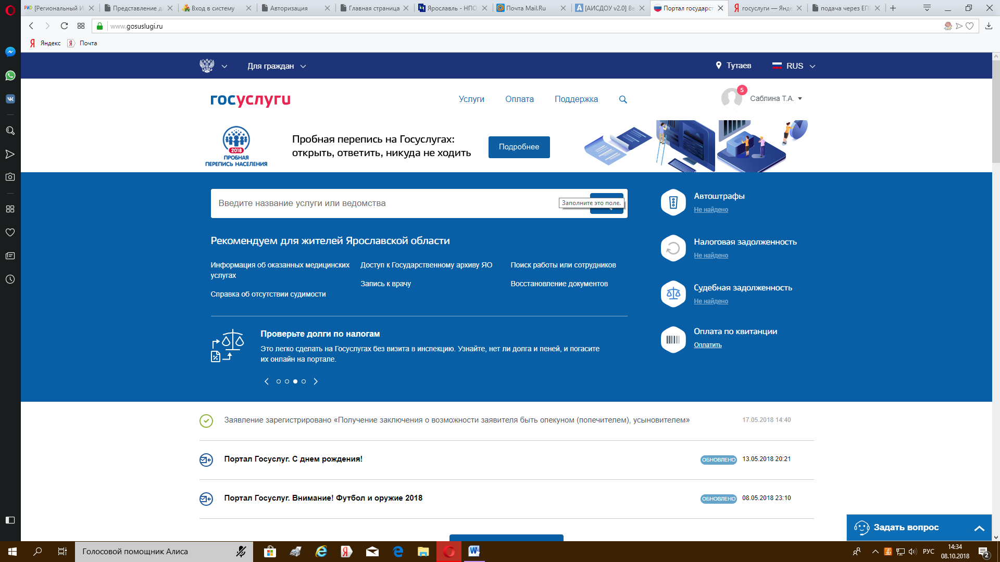 [Региональный И
Представление д
Вход в систему
Авторизация
Главная страница
Ярославль - НПО
Почта Mail.Ru
[АИСДОУ v2.0] Вв
Портал государст
госуслуги — Янде
подача через ЕПГ
www.gosuslugi.ru
Яндекс
Почта
Для граждан
Тутаев
RUS
госуслуги
Услуги
Оплата
Поддержка
5
Саблина Т.А.
2018
ПРОБНАЯ
ПЕРЕПИСЬ НАСЕЛЕНИЯ
Пробная перепись на Госуслугах:
открыть, ответить, никуда не ходить
Подробнее
Введите название услуги или ведомства
Заполните это поле.
Рекомендуем для жителей Ярославской области
Информация об оказанных медицинских
услугах
Справка об отсутствии судимости
Доступ к Государственному архиву ЯО
Запись к врачу
Поиск работы или сотрудников
Восстановление документов
Автоштрафы
Не найдено
Налоговая задолженность
Не найдено
Судебная задолженность
Не найдено
Оплата по квитанции
Оплатить
Проверьте долги по налогам
Это легко сделать на Госуслугах без визита в инспекцию. Узнайте, нет ли долга и пеней, и погасите
их онлайн на портале.
Заявление зарегистрировано «Получение заключения о возможности заявителя быть опекуном (попечителем), усыновителем»
17.05.2018 14:40
Портал Госуслуг. С днем рождения!
ОБНОВЛЕНО 13.05.2018 20:21
Портал Госуслуг. Внимание! Футбол и оружие 2018
ОБНОВЛЕНО 08.05.2018 23:10
Задать вопрос
Голосовой помощник Алиса
РУС
14:34
08.10.2018
2